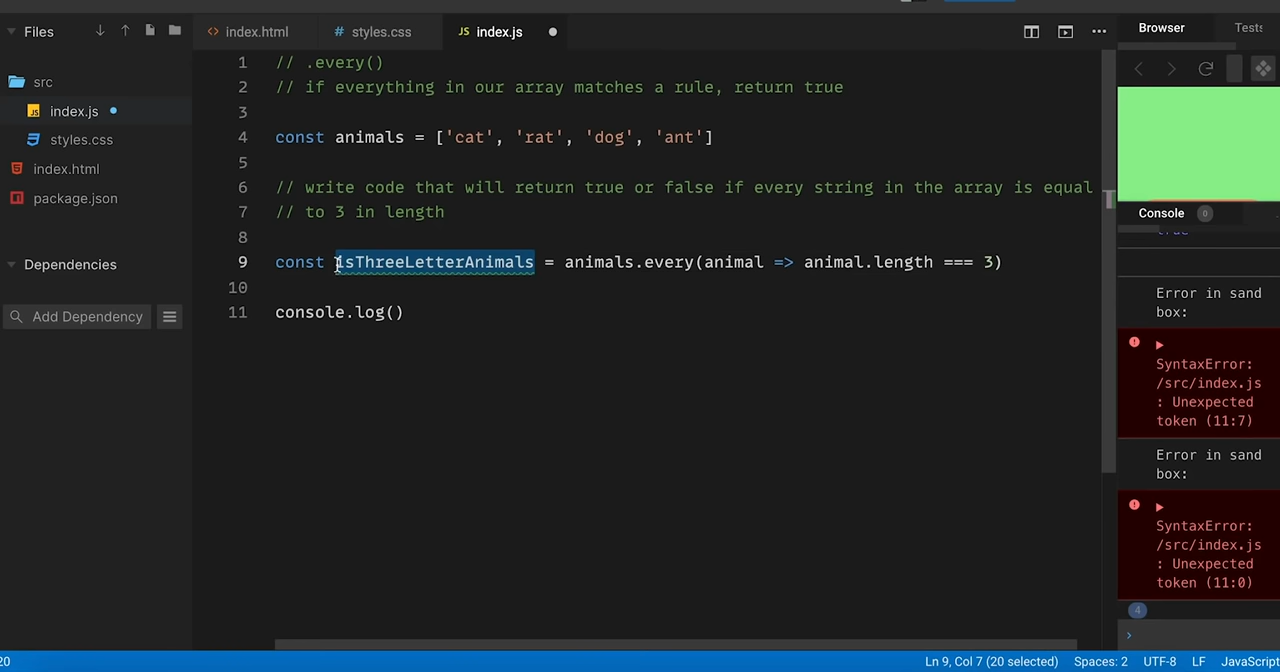 Files
index.html
styles.css
index.js
Browser
Tests
src
index.js
styles.css
index.html
package.json
Dependencies
Add Dependency
1 // .every()
2 // if everything in our array matches a rule, return true
3
4 const animals = ['cat', 'rat', 'dog', 'ant']
5
6 // write code that will return true or false if every string in the array is equal
7 // to 3 in length
8
9 const isThreeLetterAnimals = animals.every(animal => animal.length === 3)
10
11 console.log()
Console 0
true
Error in sand
box:
SyntaxError:
/src/index.js
: Unexpected
token (11:7)
Error in sand
box:
SyntaxError:
/src/index.js
: Unexpected
token (11:0)
4
20
Ln 9, Col 7 (20 selected) Spaces: 2 UTF-8 LF JavaScript